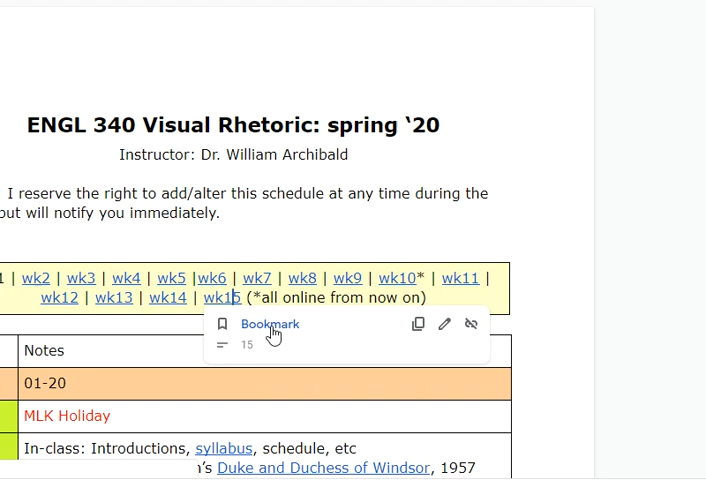 ENGL 340 Visual Rhetoric: spring ‘20
Instructor: Dr. William Archibald
I reserve the right to add/alter this schedule at any time during the
but will notify you immediately.
| wk2 | wk3 | wk4 | wk5 |wk6 | wk7 | wk8 | wk9 | wk10* | wk11 |
wk12 | wk13 | wk14 | wk15 (*all online from now on)
Bookmark
15
Notes
01-20
MLK Holiday
In-class: Introductions, syllabus, schedule, etc
’s Duke and Duchess of Windsor, 1957